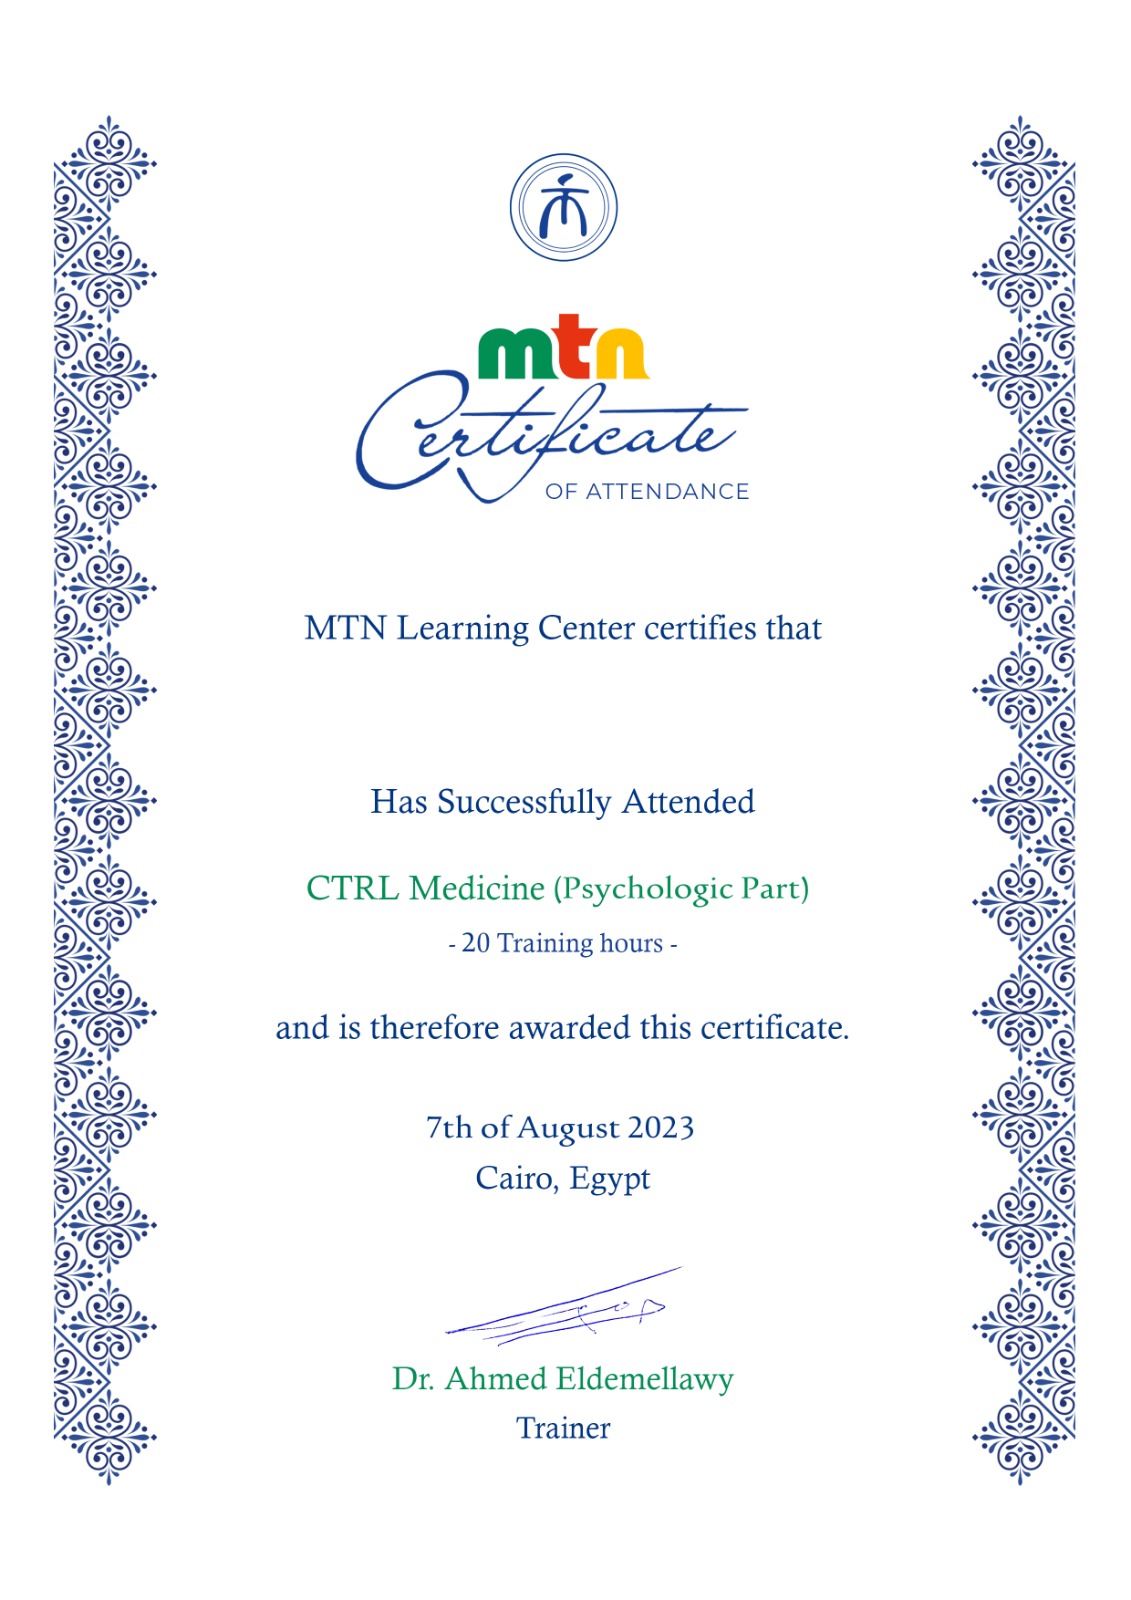 mtn
Certificate
OF ATTENDANCE
MTN Learning Center certifies that
Has Successfully Attended
CTRL Medicine (Psychologic Part)
- 20 Training hours -
and is therefore awarded this certificate.
7th of August 2023
Cairo, Egypt
Dr. Ahmed Eldemellawy
Trainer